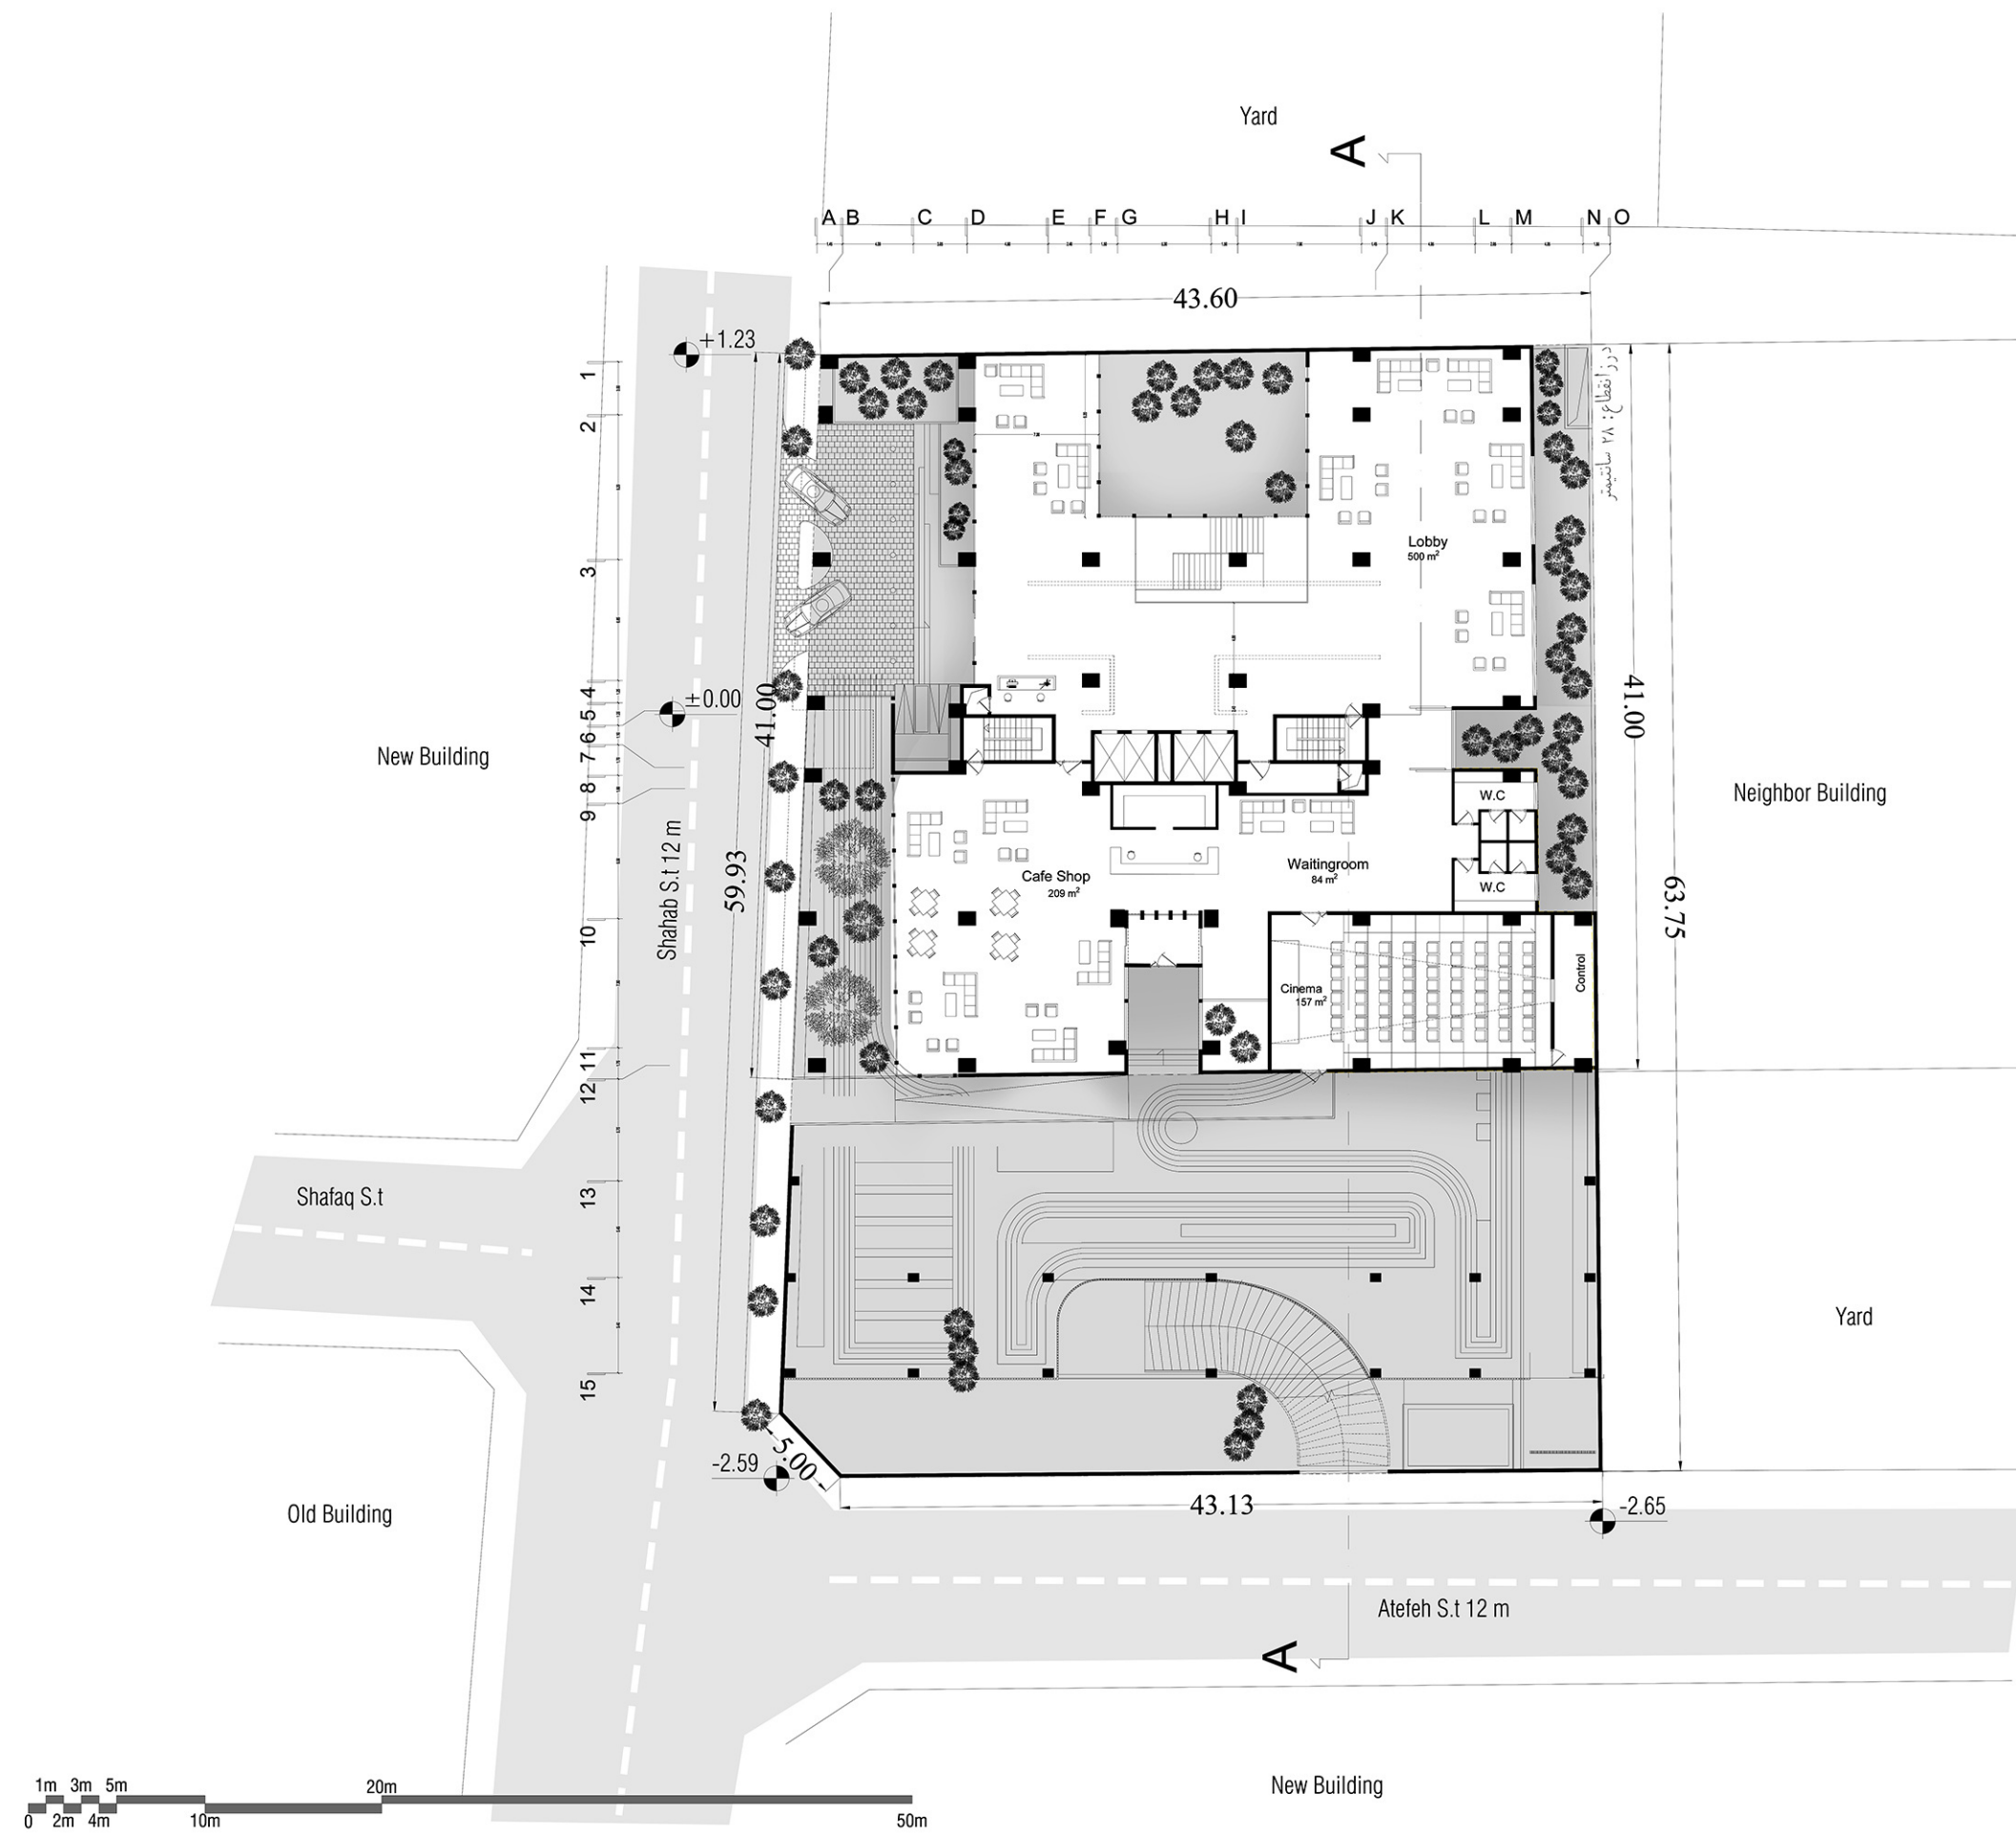 Yard
A
A B C D E F G H I J K L M N O
43.60
+1.23
1
2
3
4
5
6
7
8
9
10
11
12
13
14
15
درز انقطاع: ۲۸ سانتیمتر
Lobby
500 m²
±0.00
41.00
41.00
New Building
Neighbor Building
W.C
W.C
59.93
63.75
Shahab S.t 12 m
Cafe Shop
209 m²
Waitingroom
84 m²
Cinema
157 m²
Control
Shafaq S.t
Yard
5.00
-2.59
43.13
-2.65
Old Building
Atefeh S.t 12 m
A
New Building
1m 3m 5m 20m
0 2m 4m 10m 50m